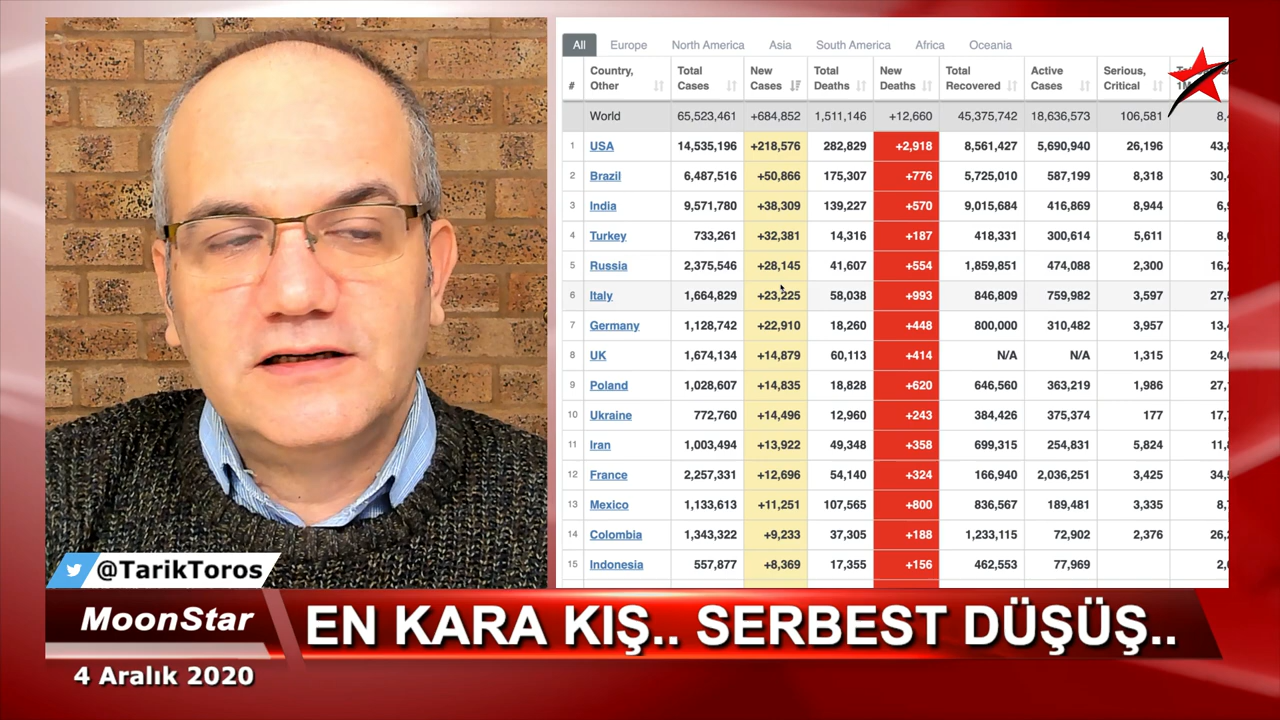 All Europe North America Asia South America Africa Oceania
# Country, Other Total Cases New Cases Total Deaths New Deaths Total Recovered Active Cases Serious, Critical
World 65,523,461 +684,852 1,511,146 +12,660 45,375,742 18,636,573 106,581
1 USA 14,535,196 +218,576 282,829 +2,918 8,561,427 5,690,940 26,196
2 Brazil 6,487,516 +50,866 175,307 +776 5,725,010 587,199 8,318
3 India 9,571,780 +38,309 139,227 +570 9,015,684 416,869 8,944
4 Turkey 733,261 +32,381 14,316 +187 418,331 300,614 5,611
5 Russia 2,375,546 +28,145 41,607 +554 1,859,851 474,088 2,300
6 Italy 1,664,829 +23,225 58,038 +993 846,809 759,982 3,597
7 Germany 1,128,742 +22,910 18,260 +448 800,000 310,482 3,957
8 UK 1,674,134 +14,879 60,113 +414 N/A N/A 1,315
9 Poland 1,028,607 +14,835 18,828 +620 646,560 363,219 1,986
10 Ukraine 772,760 +14,496 12,960 +243 384,426 375,374 177
11 Iran 1,003,494 +13,922 49,348 +358 699,315 254,831 5,824
12 France 2,257,331 +12,696 54,140 +324 166,940 2,036,251 3,425
13 Mexico 1,133,613 +11,251 107,565 +800 836,567 189,481 3,335
14 Colombia 1,343,322 +9,233 37,305 +188 1,233,115 72,902 2,376
15 Indonesia 557,877 +8,369 17,355 +156 462,553 77,969
@TarikToros
MoonStar
EN KARA KIŞ.. SERBEST DÜŞÜŞ..
4 Aralık 2020